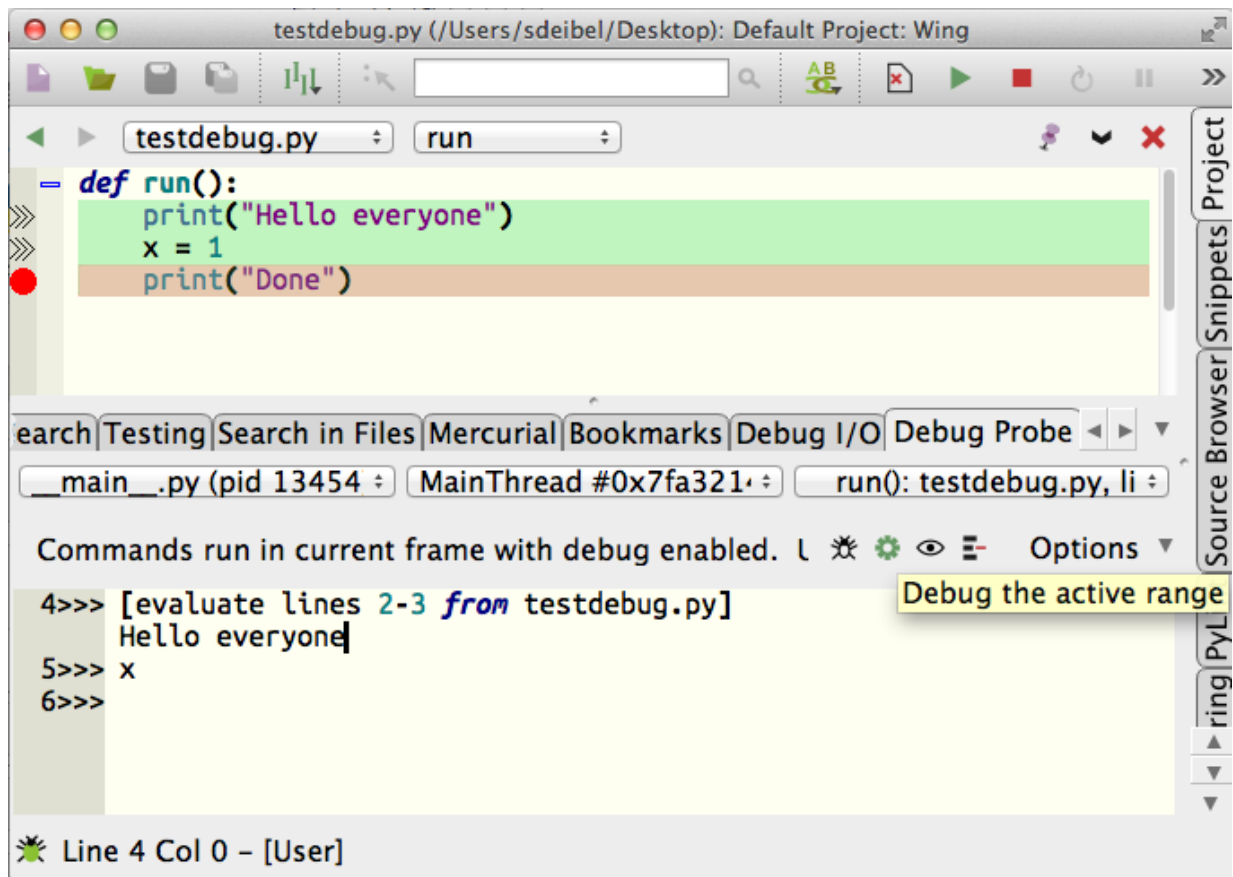 testdebug.py (/Users/sdeibel/Desktop): Default Project: Wing
AB
testdebug.py
run
def run():
print("Hello everyone")
x = 1
print("Done")
Project
Snippets
Source Browser
PyLi
ring
earch Testing Search in Files Mercurial Bookmarks Debug I/O Debug Probe
__main__.py (pid 13454
MainThread #0x7fa321
run(): testdebug.py, li
Commands run in current frame with debug enabled.
Options
Debug the active range
4>>> [evaluate lines 2-3 from testdebug.py]
Hello everyone
5>>> x
6>>>
Line 4 Col 0 – [User]